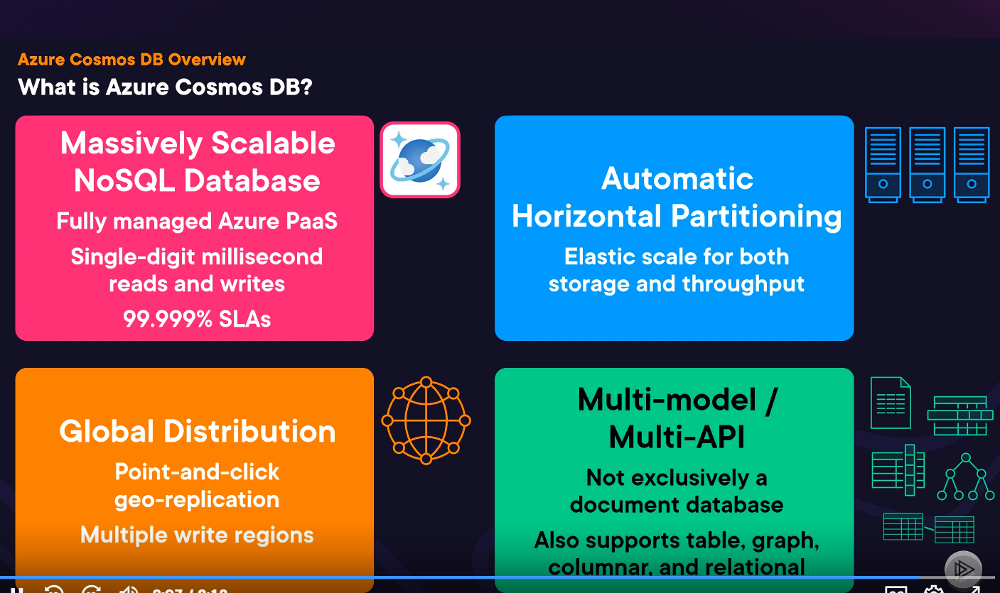 Azure Cosmos DB Overview
What is Azure Cosmos DB?
Massively Scalable
NoSQL Database
Fully managed Azure PaaS
Single-digit millisecond
reads and writes
99.999% SLAs
Automatic
Horizontal Partitioning
Elastic scale for both
storage and throughput
Global Distribution
Point-and-click
geo-replication
Multiple write regions
Multi-model /
Multi-API
Not exclusively a
document database
Also supports table, graph,
columnar, and relational